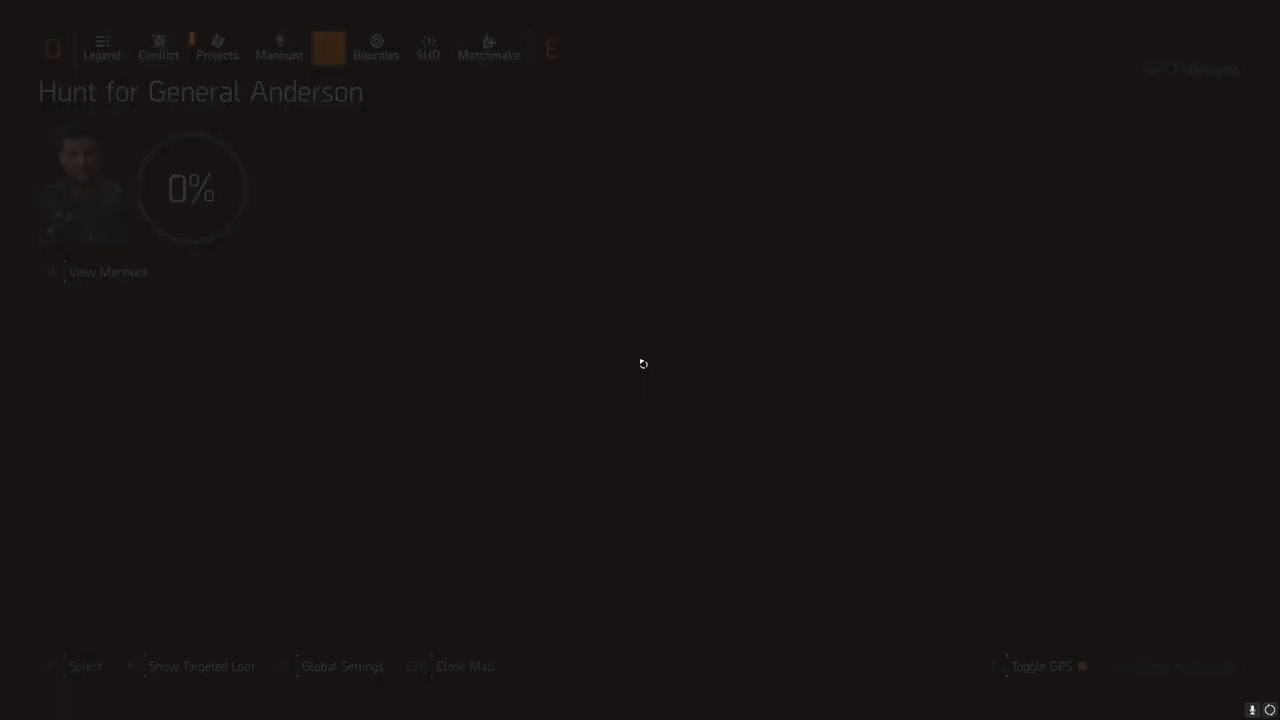 Q Legend Conflict Projects Manhunt Bounties SHD Matchmake E
Hunt for General Anderson
0%
View Manhunt
Select R Show Targeted Loot Global Settings Close Map Toggle GPS